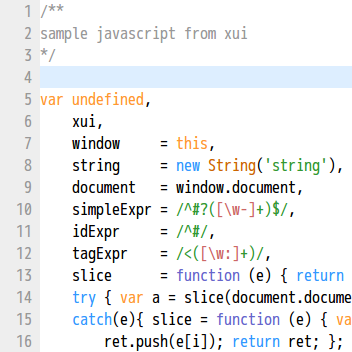 1 /**
2 sample javascript from xui
3 */
4
5 var undefined,
6     xui,
7     window     = this,
8     string     = new String('string'),
9     document   = window.document,
10     simpleExpr = /^#?([\w-]+)$/,
11     idExpr     = /^#/,
12     tagExpr    = /<([\w:]+)/,
13     slice      = function (e) { return
14     try { var a = slice(document.docume
15     catch(e){ slice = function (e) { va
16         ret.push(e[i]); return ret; };